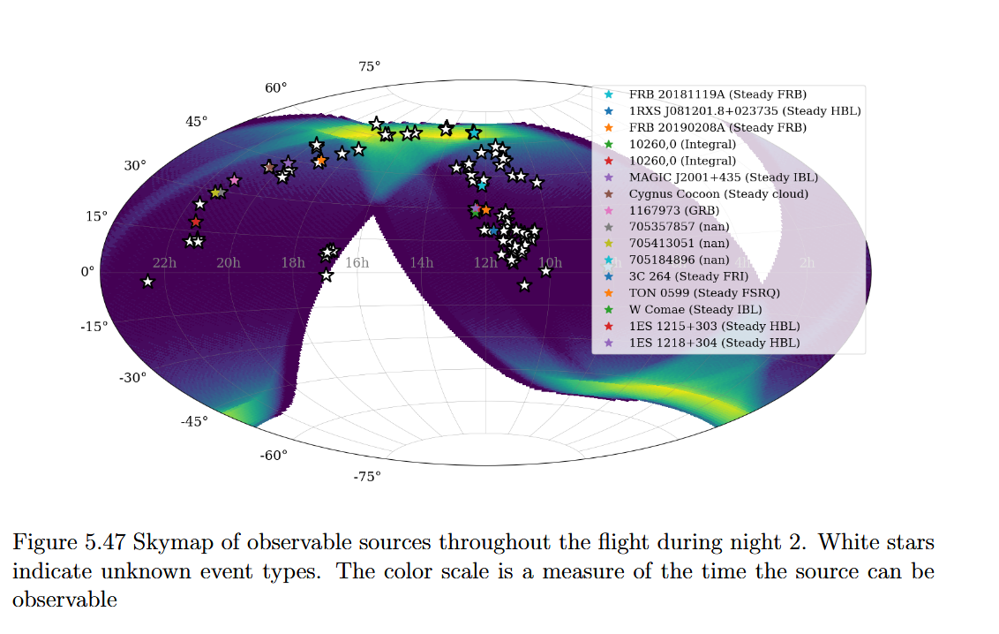 75°
60°
45°
30°
15°
0°
-15°
-30°
-45°
-60°
-75°
22h
20h
18h
16h
14h
12h
10h
4h
2h
FRB 20181119A (Steady FRB)
1RXS J081201.8+023735 (Steady HBL)
FRB 20190208A (Steady FRB)
10260,0 (Integral)
10260,0 (Integral)
MAGIC J2001+435 (Steady IBL)
Cygnus Cocoon (Steady cloud)
1167973 (GRB)
705357857 (nan)
705413051 (nan)
705184896 (nan)
3C 264 (Steady FRI)
TON 0599 (Steady FSRQ)
W Comae (Steady IBL)
1ES 1215+303 (Steady HBL)
1ES 1218+304 (Steady HBL)
Figure 5.47 Skymap of observable sources throughout the flight during night 2. White stars
indicate unknown event types. The color scale is a measure of the time the source can be
observable